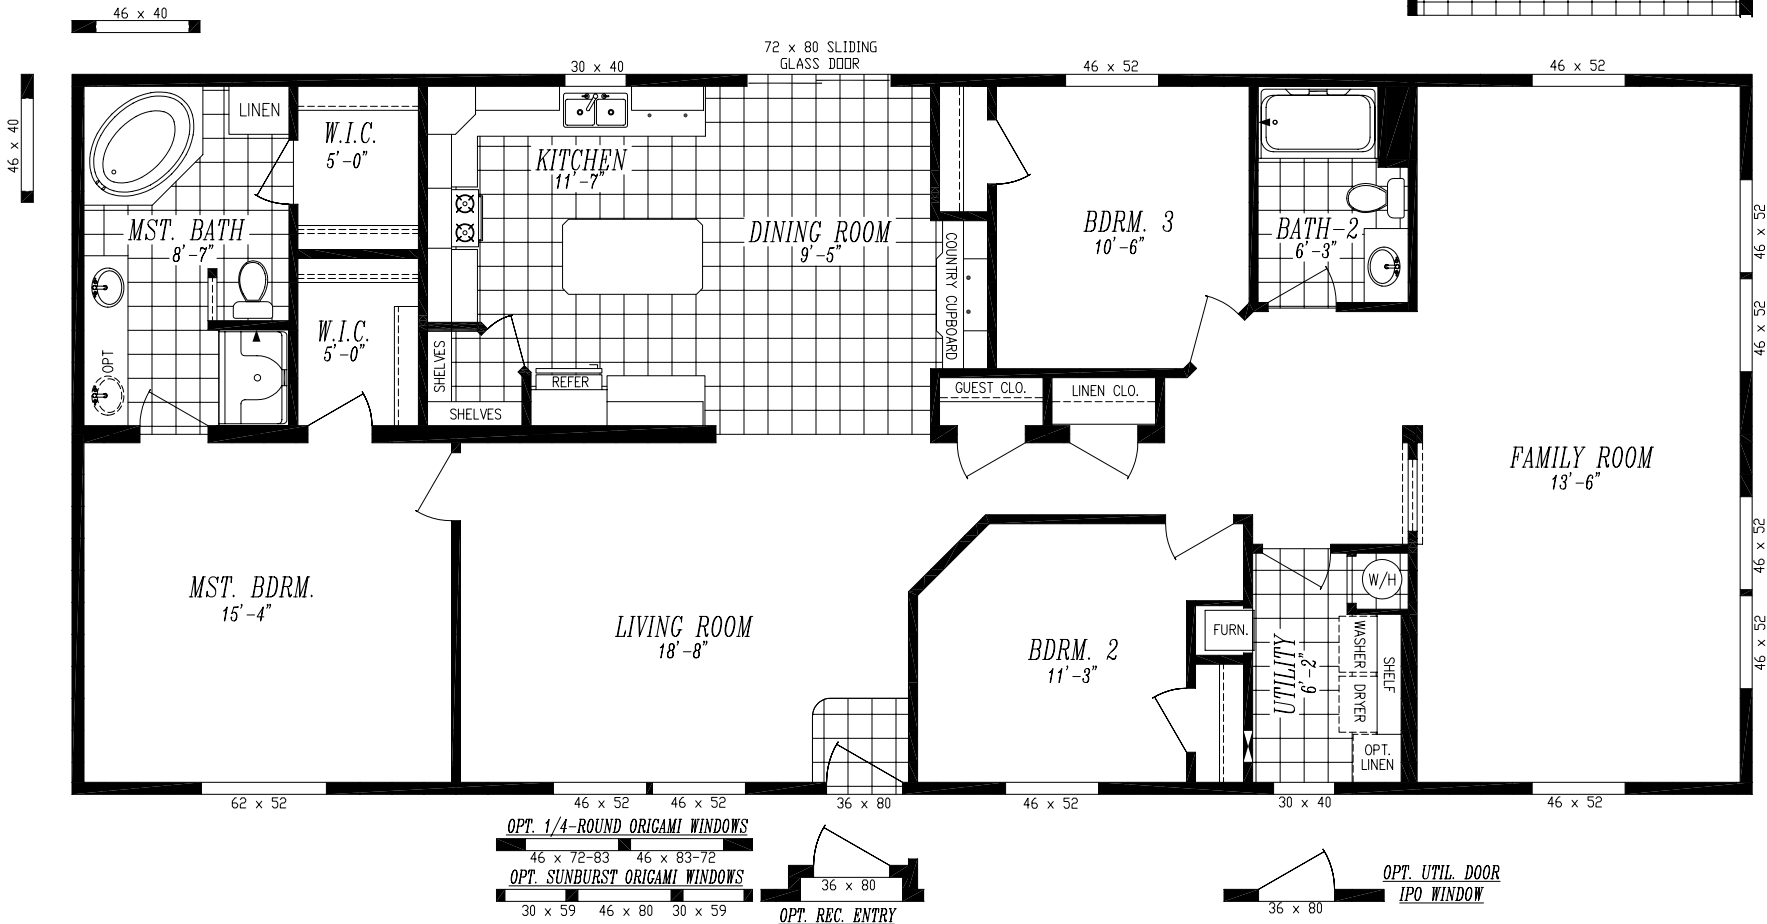 46 x 40
72 x 80 SLIDING
GLASS DOOR
30 x 40
46 x 52
46 x 52
46 x 40
LINEN
W.I.C.
5'-0"
KITCHEN
11'-7"
MST. BATH
8'-7"
DINING ROOM
9'-5"
BDRM. 3
10'-6"
BATH-2
6'-3"
46 x 52
COUNTRY CUPBOARD
W.I.C.
5'-0"
46 x 52
OPT
SHELVES
REFER
SHELVES
GUEST CLO.
LINEN CLO.
FAMILY ROOM
13'-6"
46 x 52
MST. BDRM.
15'-4"
W/H
LIVING ROOM
18'-8"
FURN.
BDRM. 2
11'-3"
UTILITY
6'-2"
WASHER
SHELF
DRYER
46 x 52
OPT.
LINEN
62 x 52
46 x 52
46 x 52
36 x 80
46 x 52
30 x 40
46 x 52
OPT. 1/4-ROUND ORIGAMI WINDOWS
46 x 72-83
46 x 83-72
OPT. SUNBURST ORIGAMI WINDOWS
30 x 59
46 x 80
30 x 59
36 x 80
OPT. REC. ENTRY
36 x 80
OPT. UTIL. DOOR
IPO WINDOW